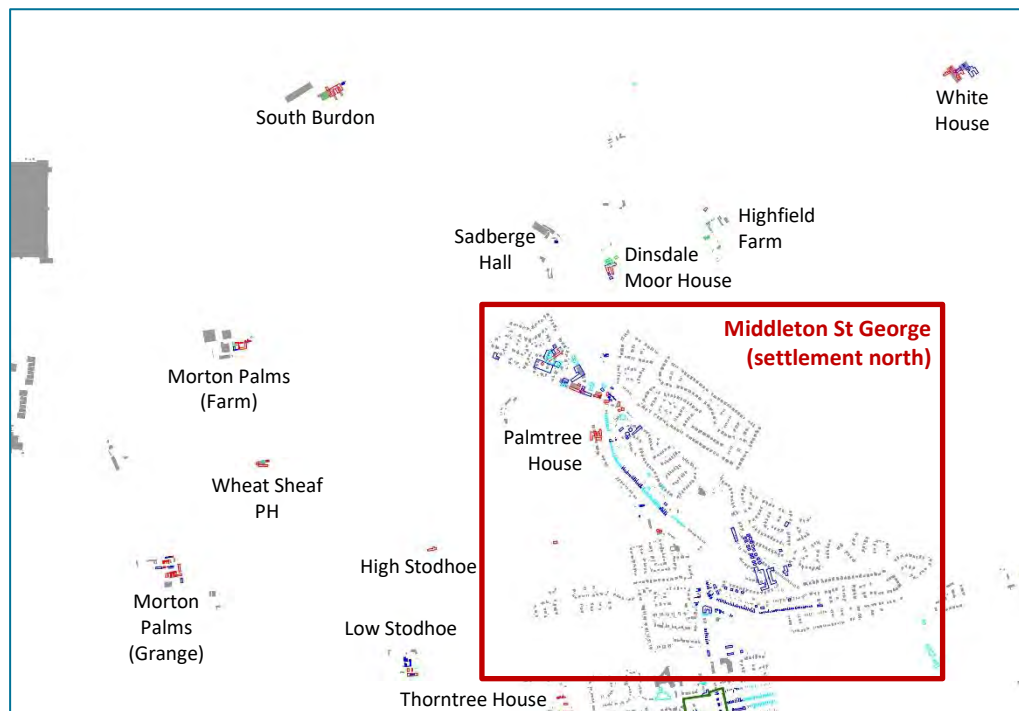 South Burdon
White
House
Highfield
Farm
Sadberge
Hall
Dinsdale
Moor House
Middleton St George
(settlement north)
Morton Palms
(Farm)
Palmtree
House
Wheat Sheaf
PH
High Stodhoe
Morton
Palms
(Grange)
Low Stodhoe
Thorntree House